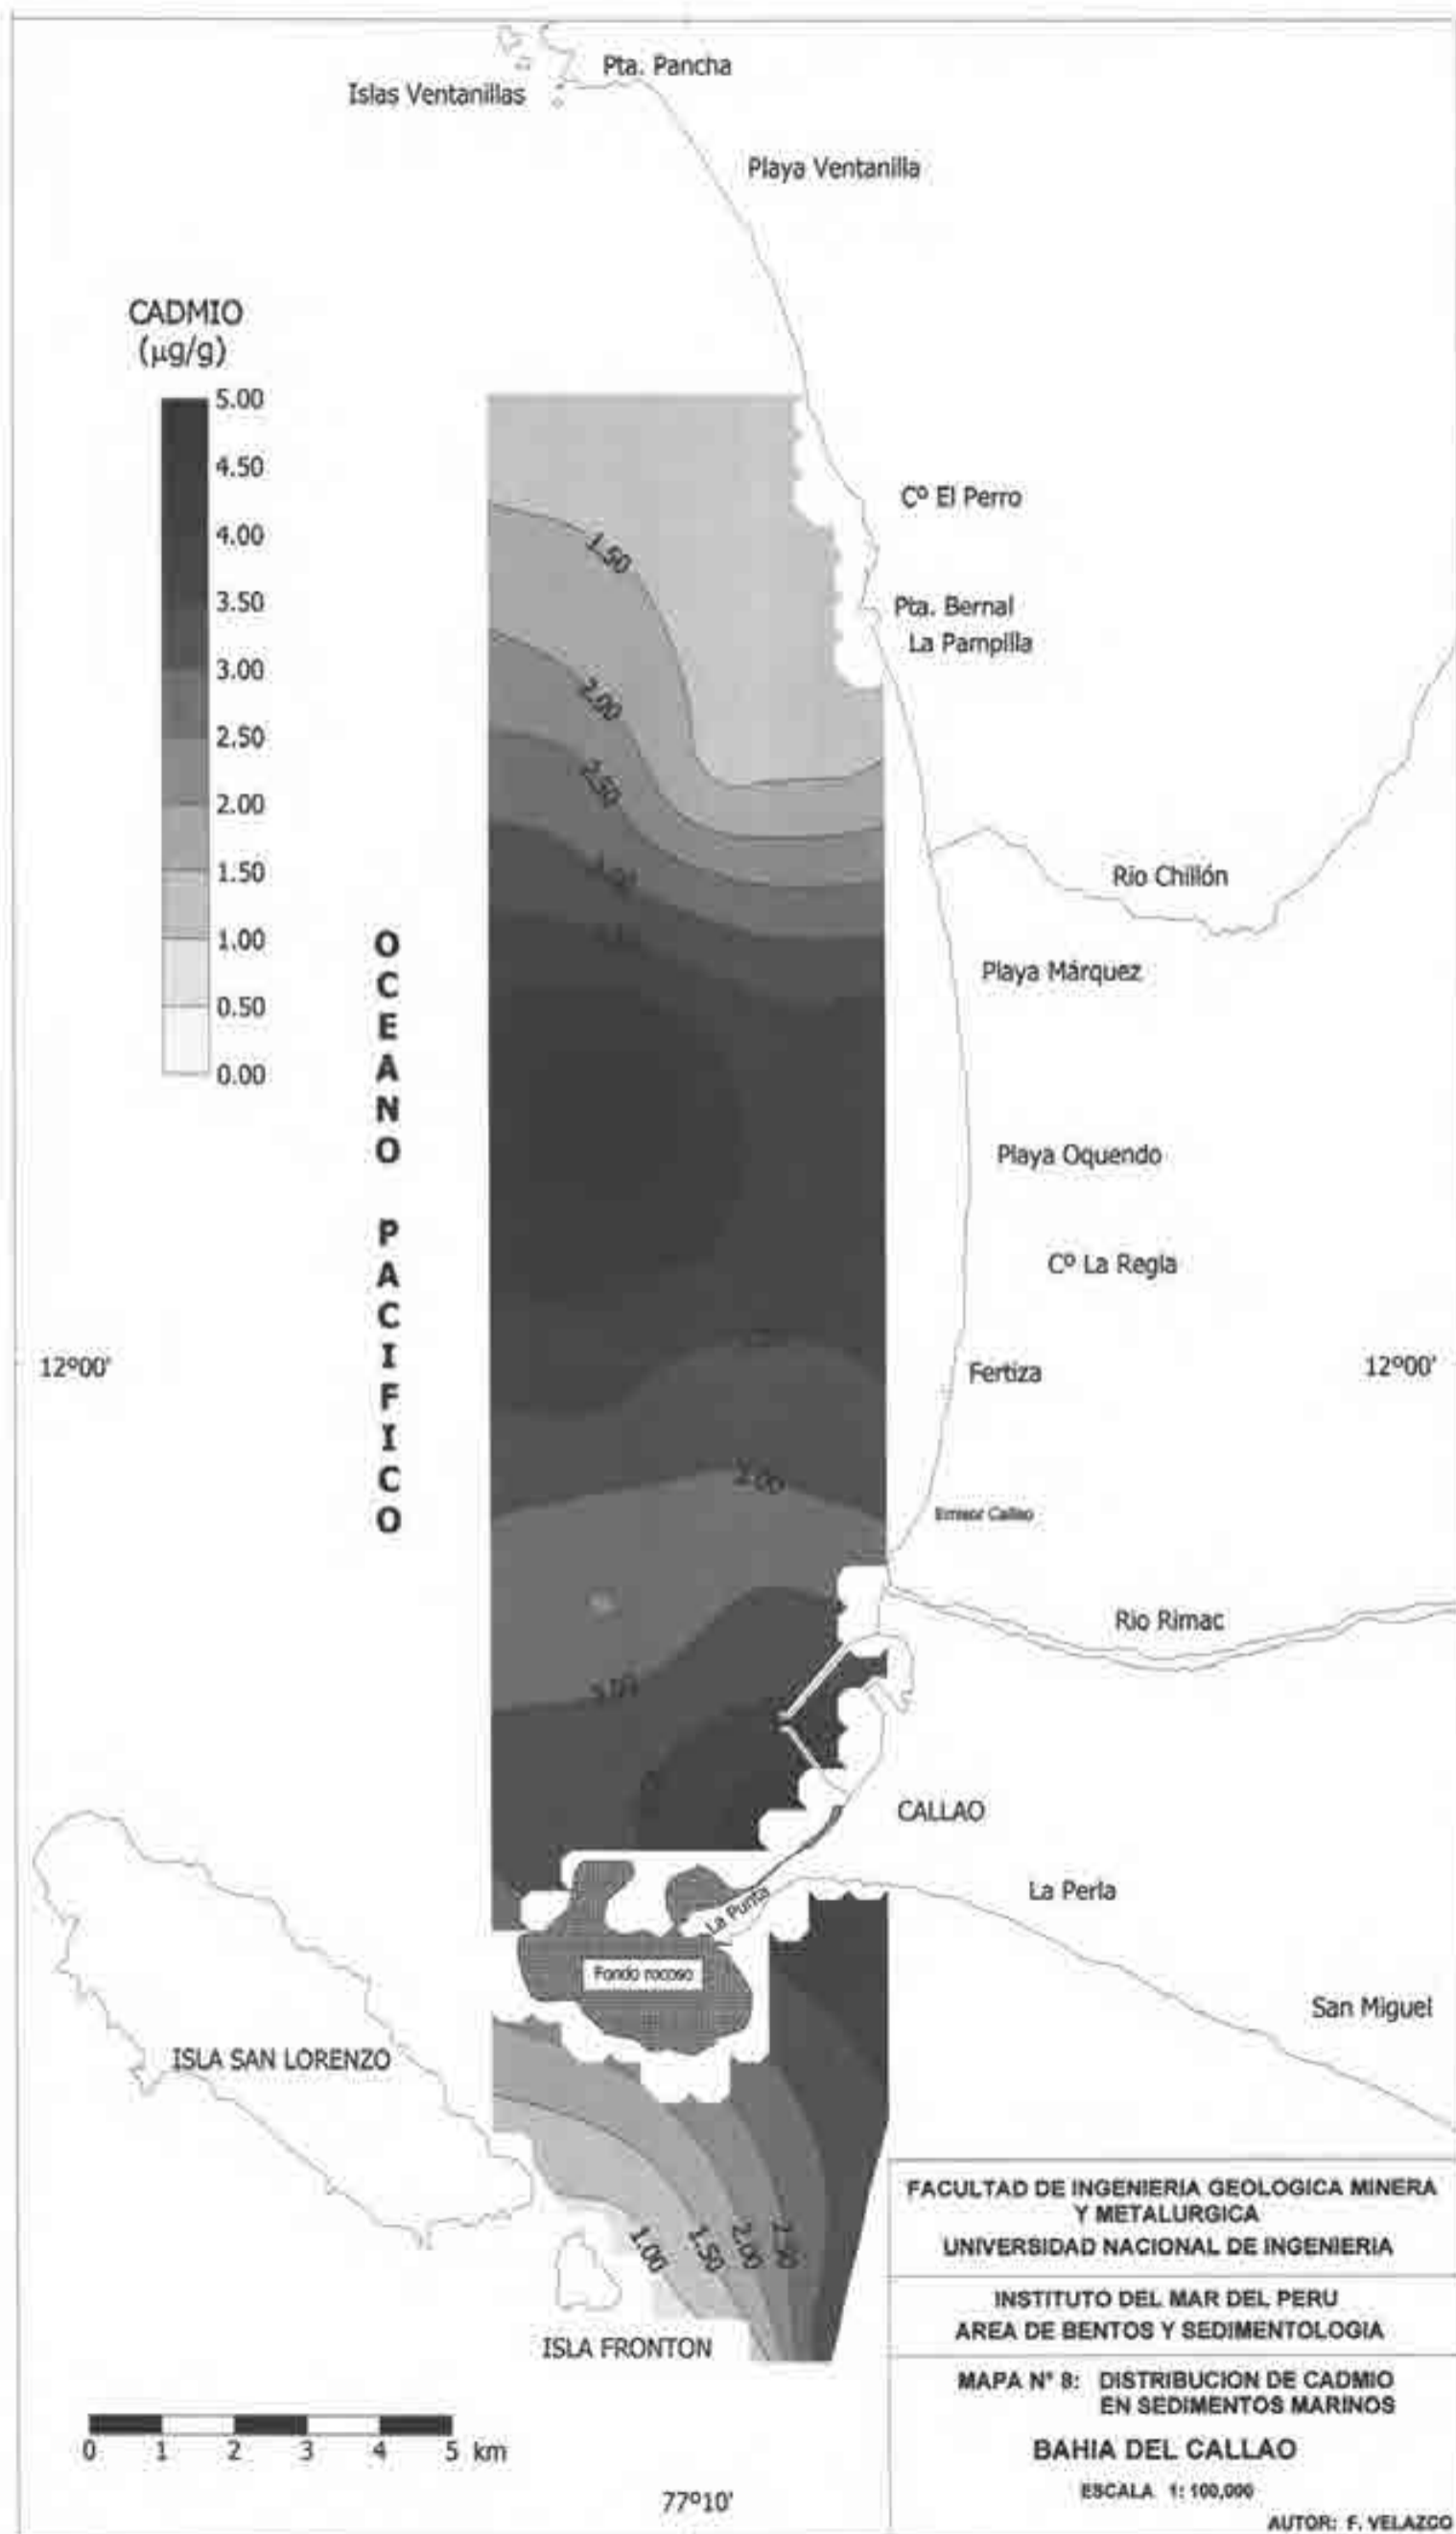 Pta. Pancha
Islas Ventanillas
Playa Ventanilla
CADMIO
(µg/g)
5.00
4.50
4.00
3.50
3.00
2.50
2.00
1.50
1.00
0.50
0.00
Cº El Perro
1.50
Pta. Bernal
La Pampilla
2.00
2.50
Rio Chillón
OCEANO PACIFICO
Playa Márquez
Playa Oquendo
Cº La Regla
12º00'
Fertiza
12º00'
3.00
Emisor Callao
Rio Rimac
3.00
CALLAO
La Perla
La Punta
Fondo rocoso
San Miguel
ISLA SAN LORENZO
1.00
1.50
2.00
2.50
ISLA FRONTON
0 1 2 3 4 5 km
77º10'
FACULTAD DE INGENIERIA GEOLOGICA MINERA
Y METALURGICA
UNIVERSIDAD NACIONAL DE INGENIERIA
INSTITUTO DEL MAR DEL PERU
AREA DE BENTOS Y SEDIMENTOLOGIA
MAPA N° 8: DISTRIBUCION DE CADMIO
EN SEDIMENTOS MARINOS
BAHIA DEL CALLAO
ESCALA 1: 100,000
AUTOR: F. VELAZCO